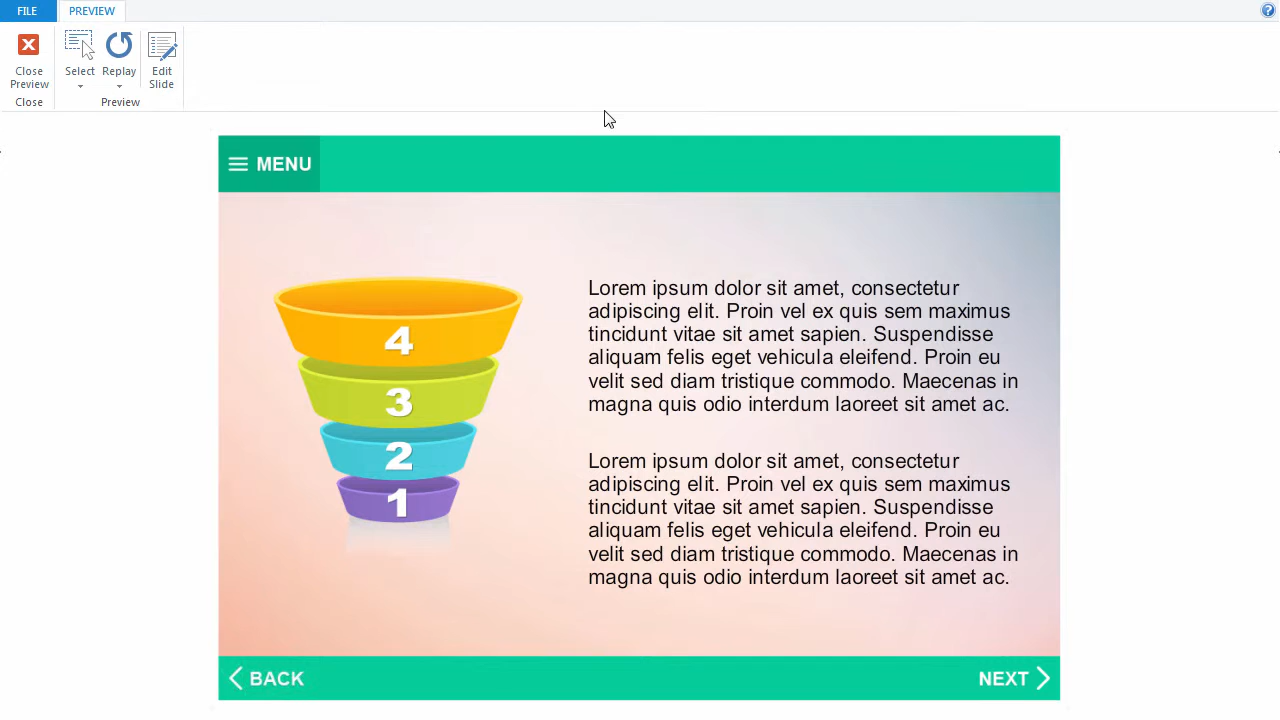 FILE PREVIEW
Close Preview
Select
Replay
Edit Slide
Close
Preview
MENU
4
3
2
1
Lorem ipsum dolor sit amet, consectetur
adipiscing elit. Proin vel ex quis sem maximus
tincidunt vitae sit amet sapien. Suspendisse
aliquam felis eget vehicula eleifend. Proin eu
velit sed diam tristique commodo. Maecenas in
magna quis odio interdum laoreet sit amet ac.
Lorem ipsum dolor sit amet, consectetur
adipiscing elit. Proin vel ex quis sem maximus
tincidunt vitae sit amet sapien. Suspendisse
aliquam felis eget vehicula eleifend. Proin eu
velit sed diam tristique commodo. Maecenas in
magna quis odio interdum laoreet sit amet ac.
BACK
NEXT